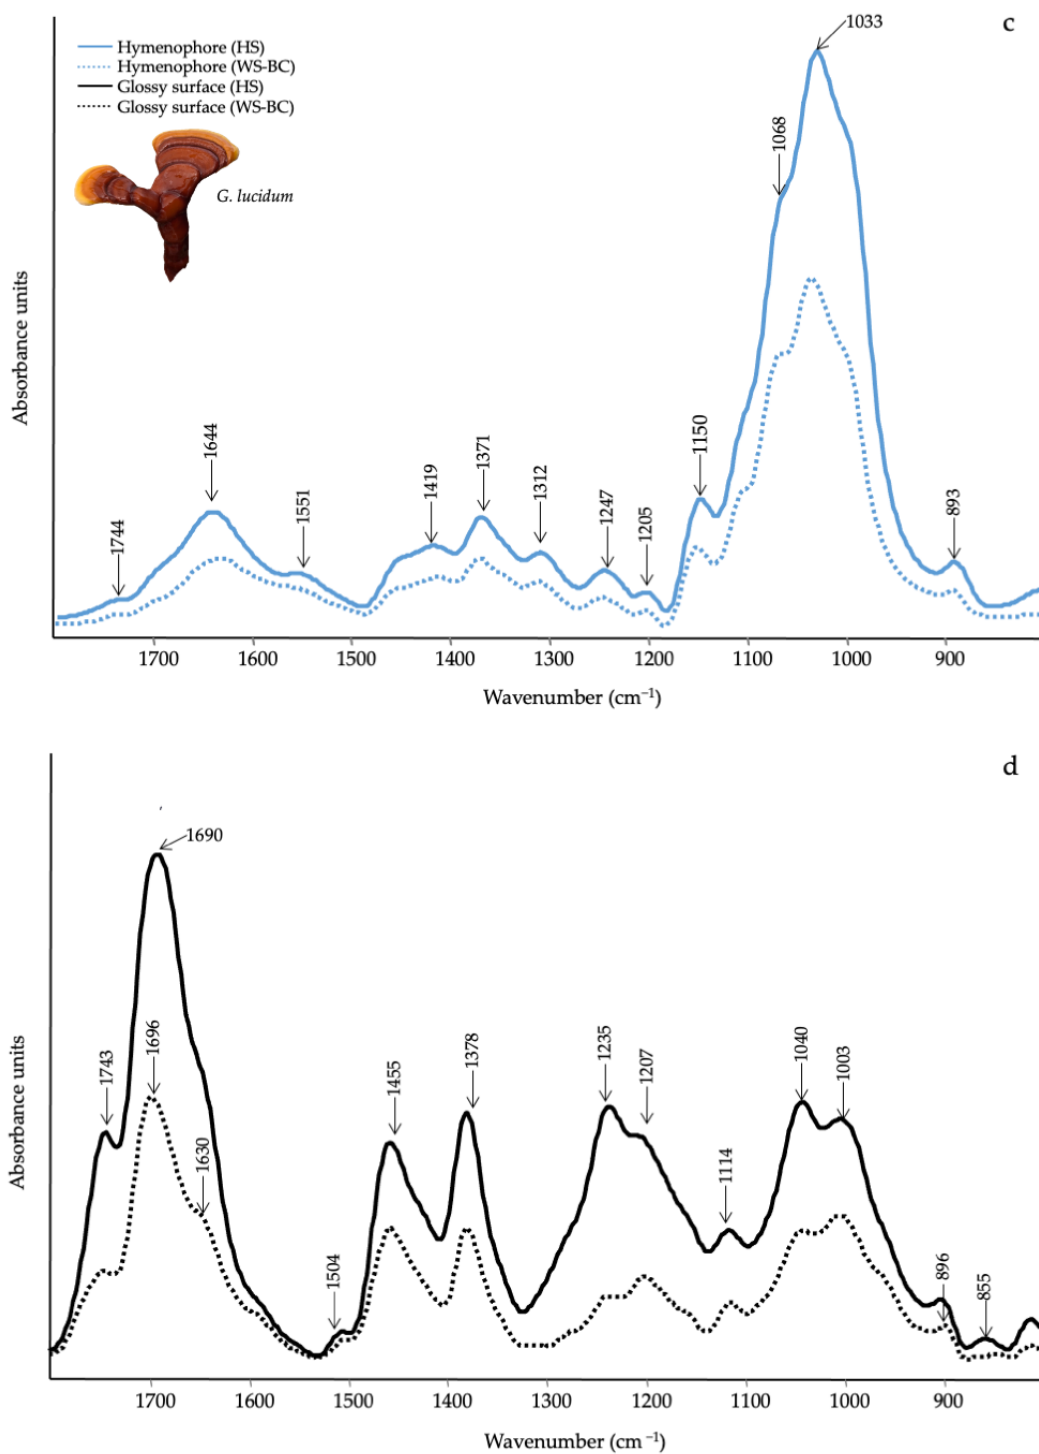 c
Hymenophore (HS)
Hymenophore (WS-BC)
Glossy surface (HS)
Glossy surface (WS-BC)
G. lucidum
Absorbance units
1744
1644
1551
1419
1371
1312
1247
1205
1150
1068
1033
893
1700 1600 1500 1400 1300 1200 1100 1000 900
Wavenumber (cm⁻¹)
d
Absorbance units
1743
1690
1696
1630
1504
1455
1378
1235
1207
1114
1040
1003
896
855
1700 1600 1500 1400 1300 1200 1100 1000 900
Wavenumber (cm ⁻¹)